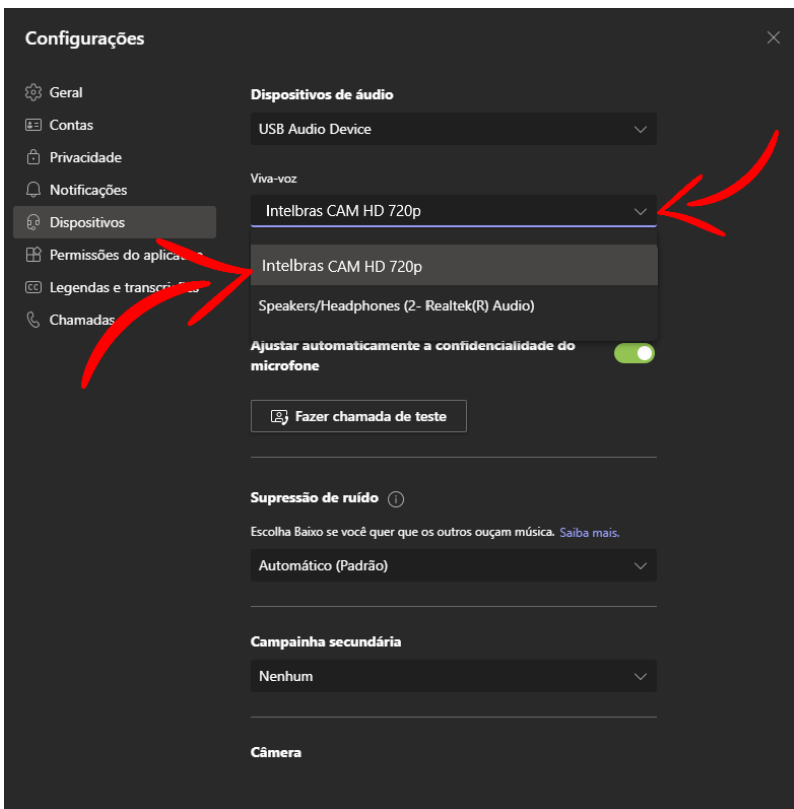 Configurações
Geral
Contas
Privacidade
Notificações
Dispositivos
Permissões do
Legendas e
Chamadas
Dispositivos de áudio
USB Audio Device
Viva-voz
Intelbras CAM HD 720p
Intelbras CAM HD 720p
Speakers/Headphones (2- Realtek(R) Audio)
Ajustar automaticamente a confidencialidade do
microfone
Fazer chamada de teste
Supressão de ruído
Escolha Baixo se você quer que os outros ouçam música. Saiba mais.
Automático (Padrão)
Campainha secundária
Nenhum
Câmera